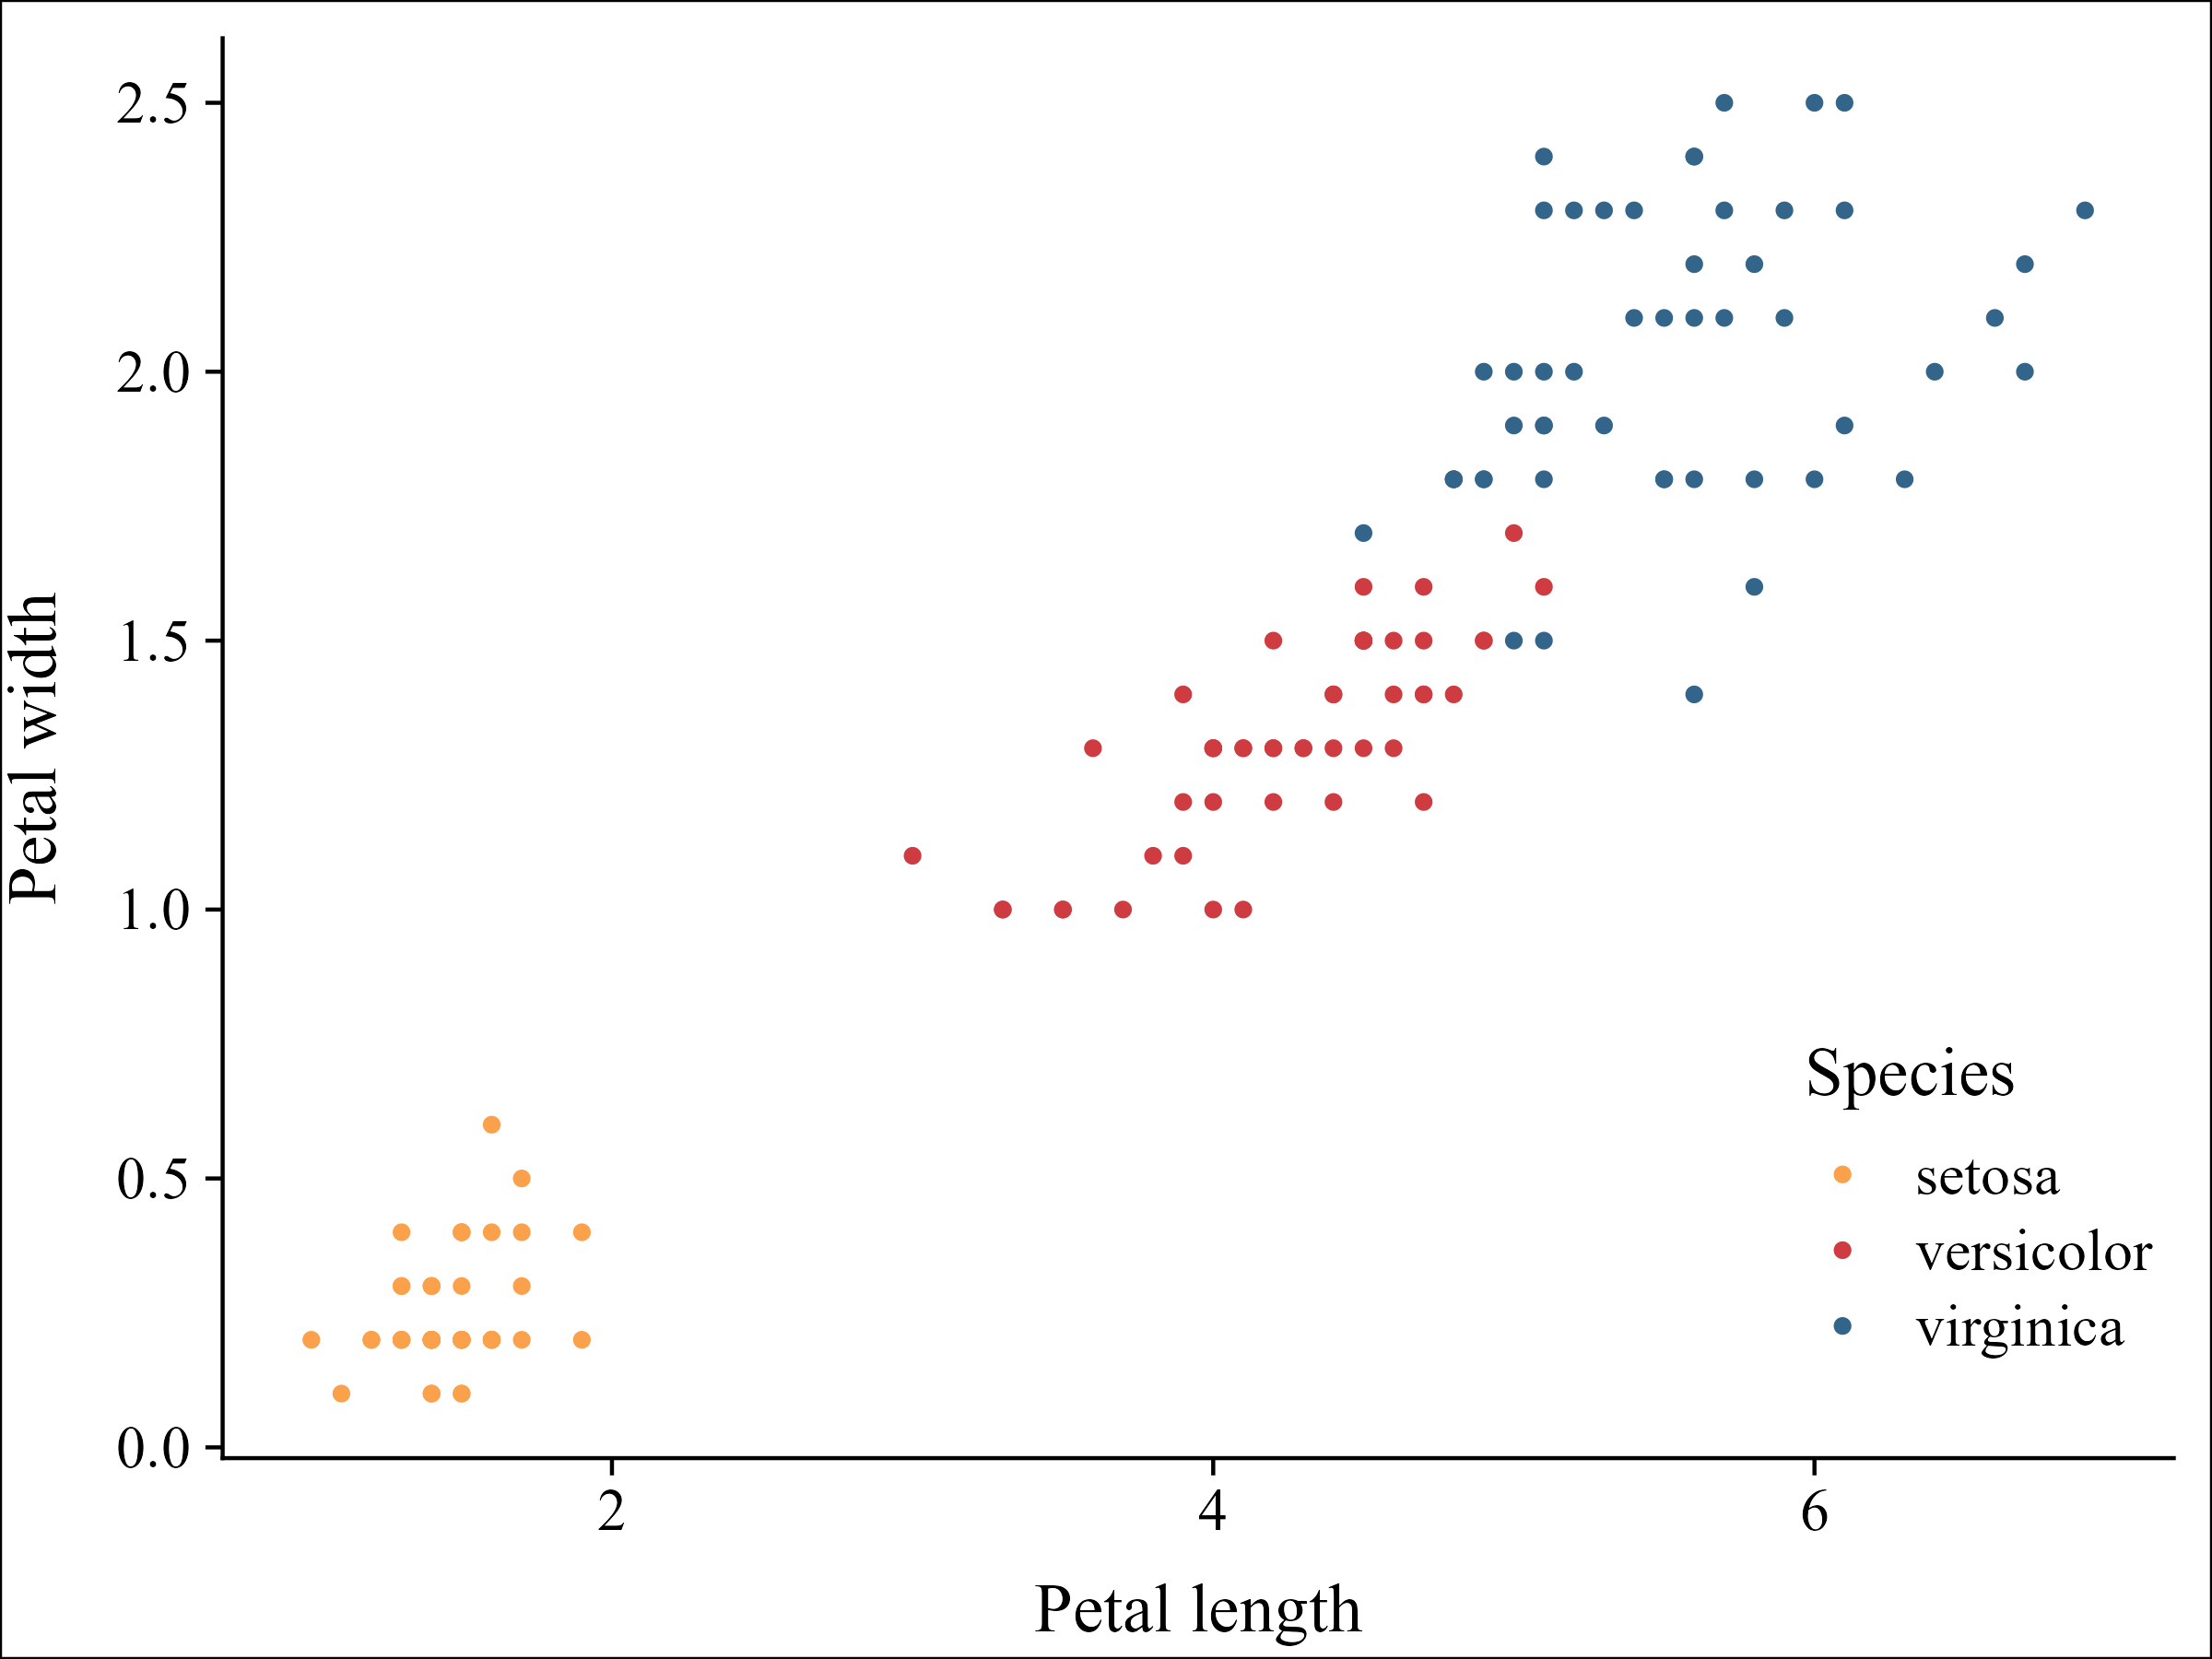 2.5
2.0
1.5
1.0
0.5
0.0
Petal width
2 4 6
Petal length
Species
setosa
versicolor
virginica